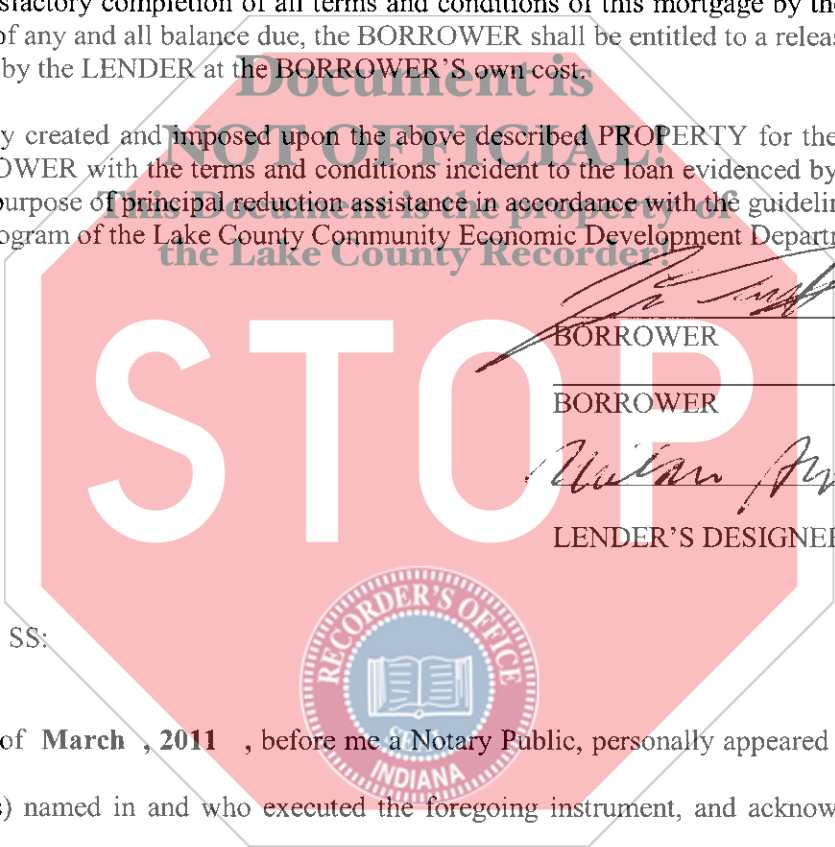 sfactory completion of all terms and conditions of this mortgage by the
of any and all balance due, the BORROWER shall be entitled to a releas
by the LENDER at the BORROWER'S own cost.
Document is
y created and imposed upon the above described PROPERTY for the
NOT OFFICIAL!
OWER with the terms and conditions incident to the loan evidenced by
purpose of principal reduction assistance in accordance with the guidelin
This Document is the property of
ogram of the Lake County Community Economic Development Departm
the Lake County Recorder!
BORROWER
STOP
BORROWER
LENDER'S DESIGNEE
RECORDER'S OFFICE
SS:
SEAL
of March , 2011 , before me a Notary Public, personally appeared
INDIANA
s) named in and who executed the foregoing instrument, and acknow